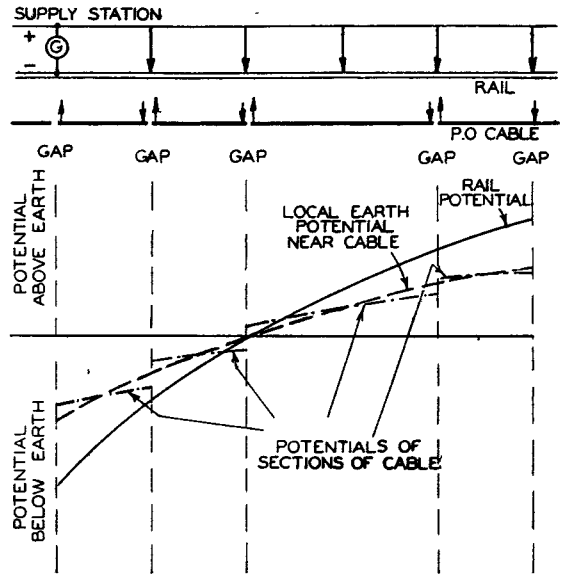 SUPPLY STATION
+
G
−
RAIL
P.O CABLE
GAP GAP GAP GAP GAP
POTENTIAL
ABOVE EARTH
RAIL
POTENTIAL
LOCAL EARTH
POTENTIAL
NEAR CABLE
POTENTIAL
BELOW EARTH
POTENTIALS OF
SECTIONS OF CABLE